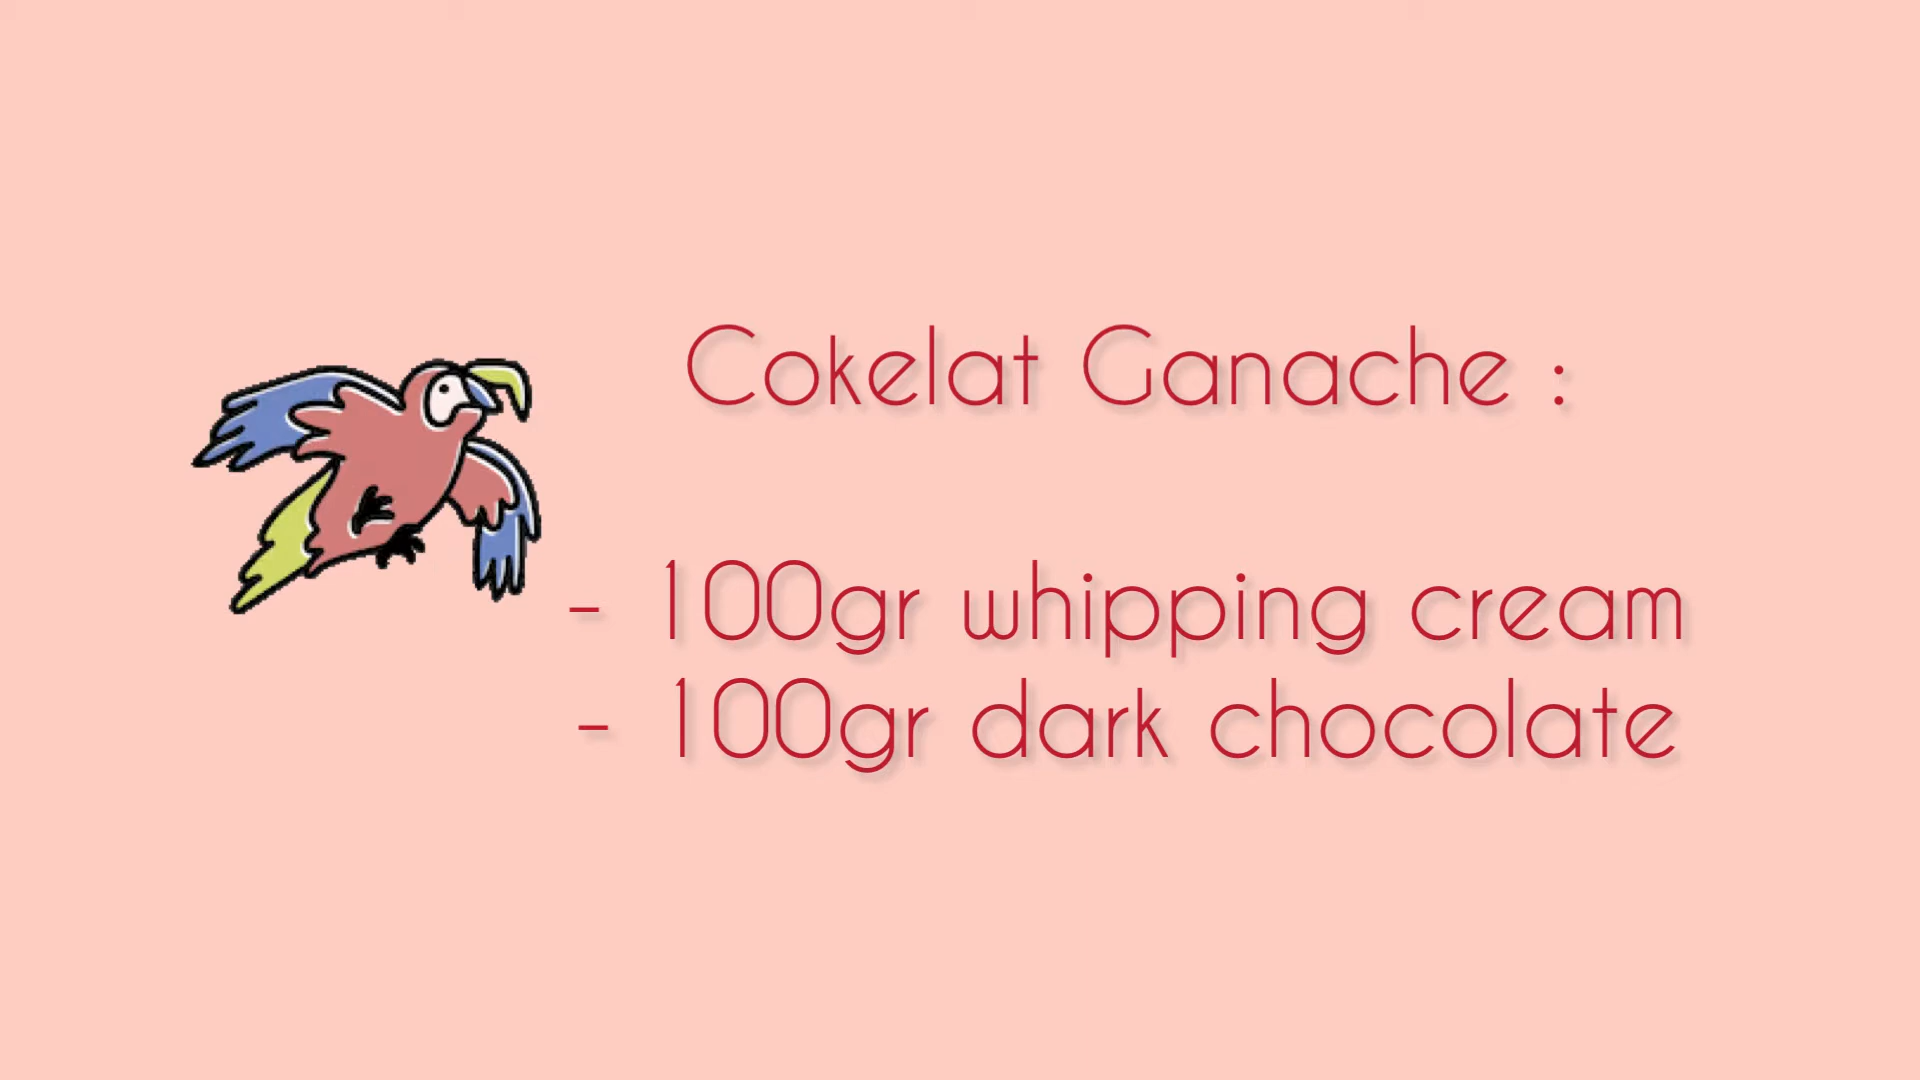 Cokelat Ganache :
- 100gr whipping cream
- 100gr dark chocolate